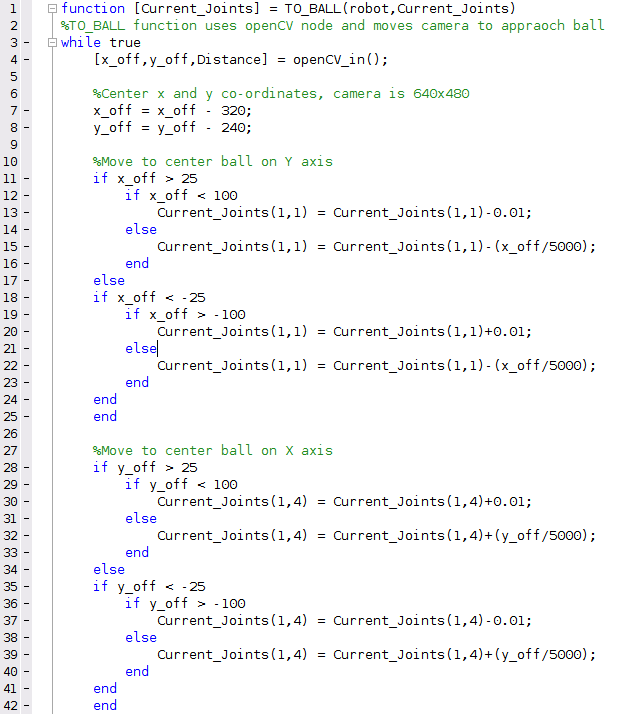 1 function [Current_Joints] = TO_BALL(robot,Current_Joints)
2 %TO_BALL function uses openCV node and moves camera to appraoch ball
3 - while true
4 - [x_off,y_off,Distance] = openCV_in();
5
6 %Center x and y co-ordinates, camera is 640x480
7 - x_off = x_off - 320;
8 - y_off = y_off - 240;
9
10 %Move to center ball on Y axis
11 - if x_off > 25
12 - if x_off < 100
13 - Current_Joints(1,1) = Current_Joints(1,1)-0.01;
14 - else
15 - Current_Joints(1,1) = Current_Joints(1,1)-(x_off/5000);
16 - end
17 - else
18 - if x_off < -25
19 - if x_off > -100
20 - Current_Joints(1,1) = Current_Joints(1,1)+0.01;
21 - else
22 - Current_Joints(1,1) = Current_Joints(1,1)-(x_off/5000);
23 - end
24 - end
25 - end
26
27 %Move to center ball on X axis
28 - if y_off > 25
29 - if y_off < 100
30 - Current_Joints(1,4) = Current_Joints(1,4)+0.01;
31 - else
32 - Current_Joints(1,4) = Current_Joints(1,4)+(y_off/5000);
33 - end
34 - else
35 - if y_off < -25
36 - if y_off > -100
37 - Current_Joints(1,4) = Current_Joints(1,4)-0.01;
38 - else
39 - Current_Joints(1,4) = Current_Joints(1,4)+(y_off/5000);
40 - end
41 - end
42 - end